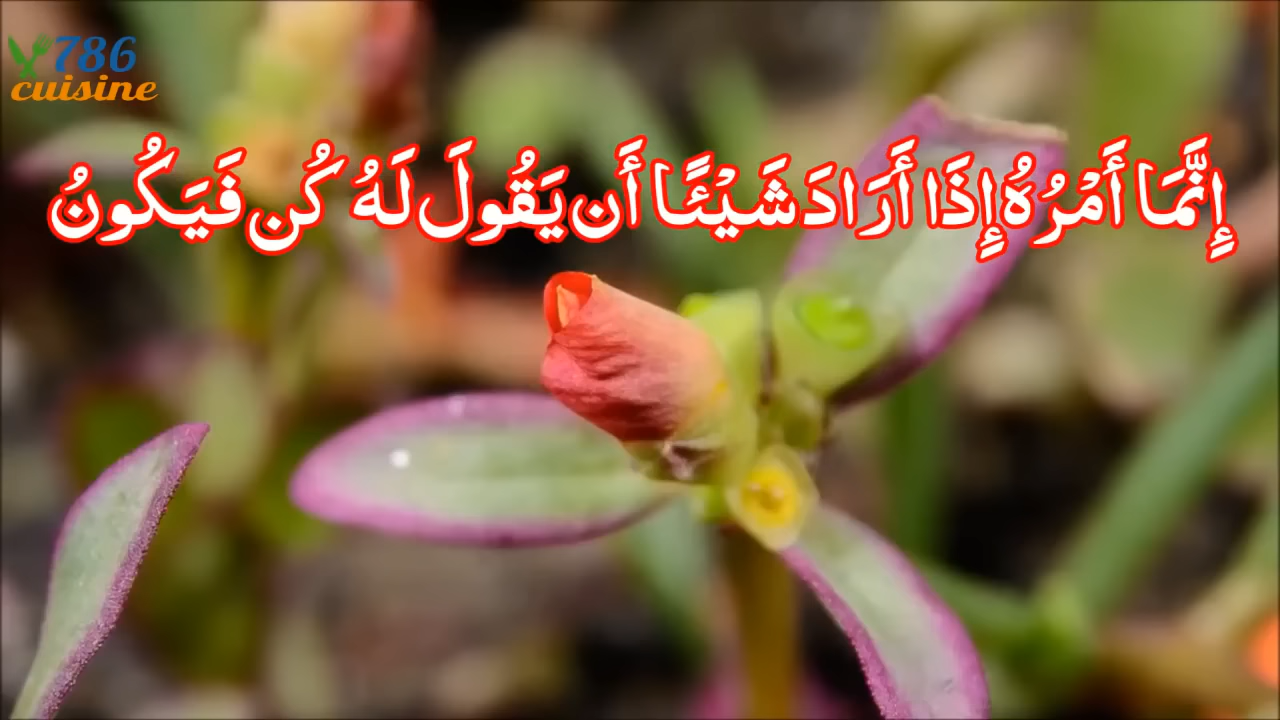 786
cuisine
إِنَّمَا أَمْرُهُ إِذَا أَرَادَ شَيْئًا أَن يَقُولَ لَهُ كُن فَيَكُونُ